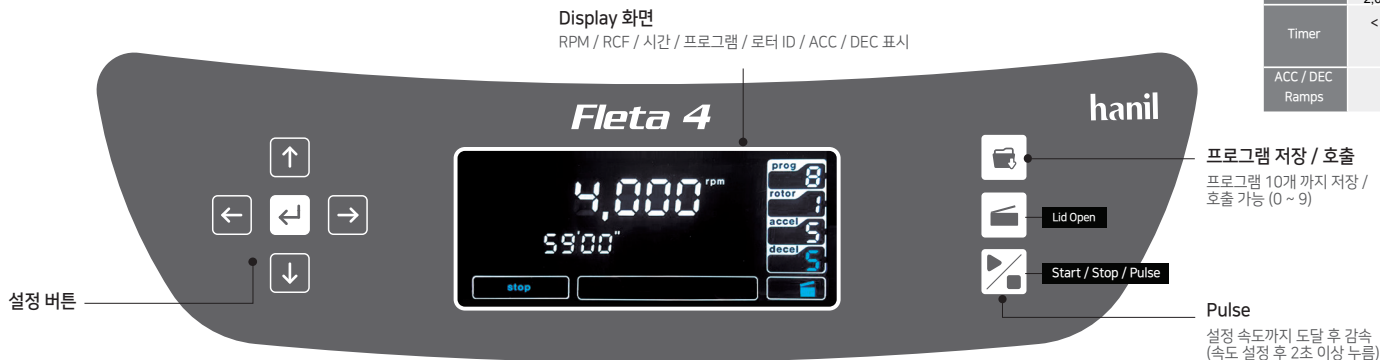 Display 화면
RPM / RCF / 시간 / 프로그램 / 로터 ID / ACC / DEC 표시
Timer
<
ACC / DEC
Ramps
Fleta 4
hanil
4,000 rpm
59'00"
prog
8
rotor
1
accel
5
decel
5
stop
프로그램 저장 / 호출
프로그램 10개 까지 저장 /
호출 가능 (0 ~ 9)
Lid Open
Start / Stop / Pulse
설정 버튼
Pulse
설정 속도까지 도달 후 감속
(속도 설정 후 2초 이상 누름)